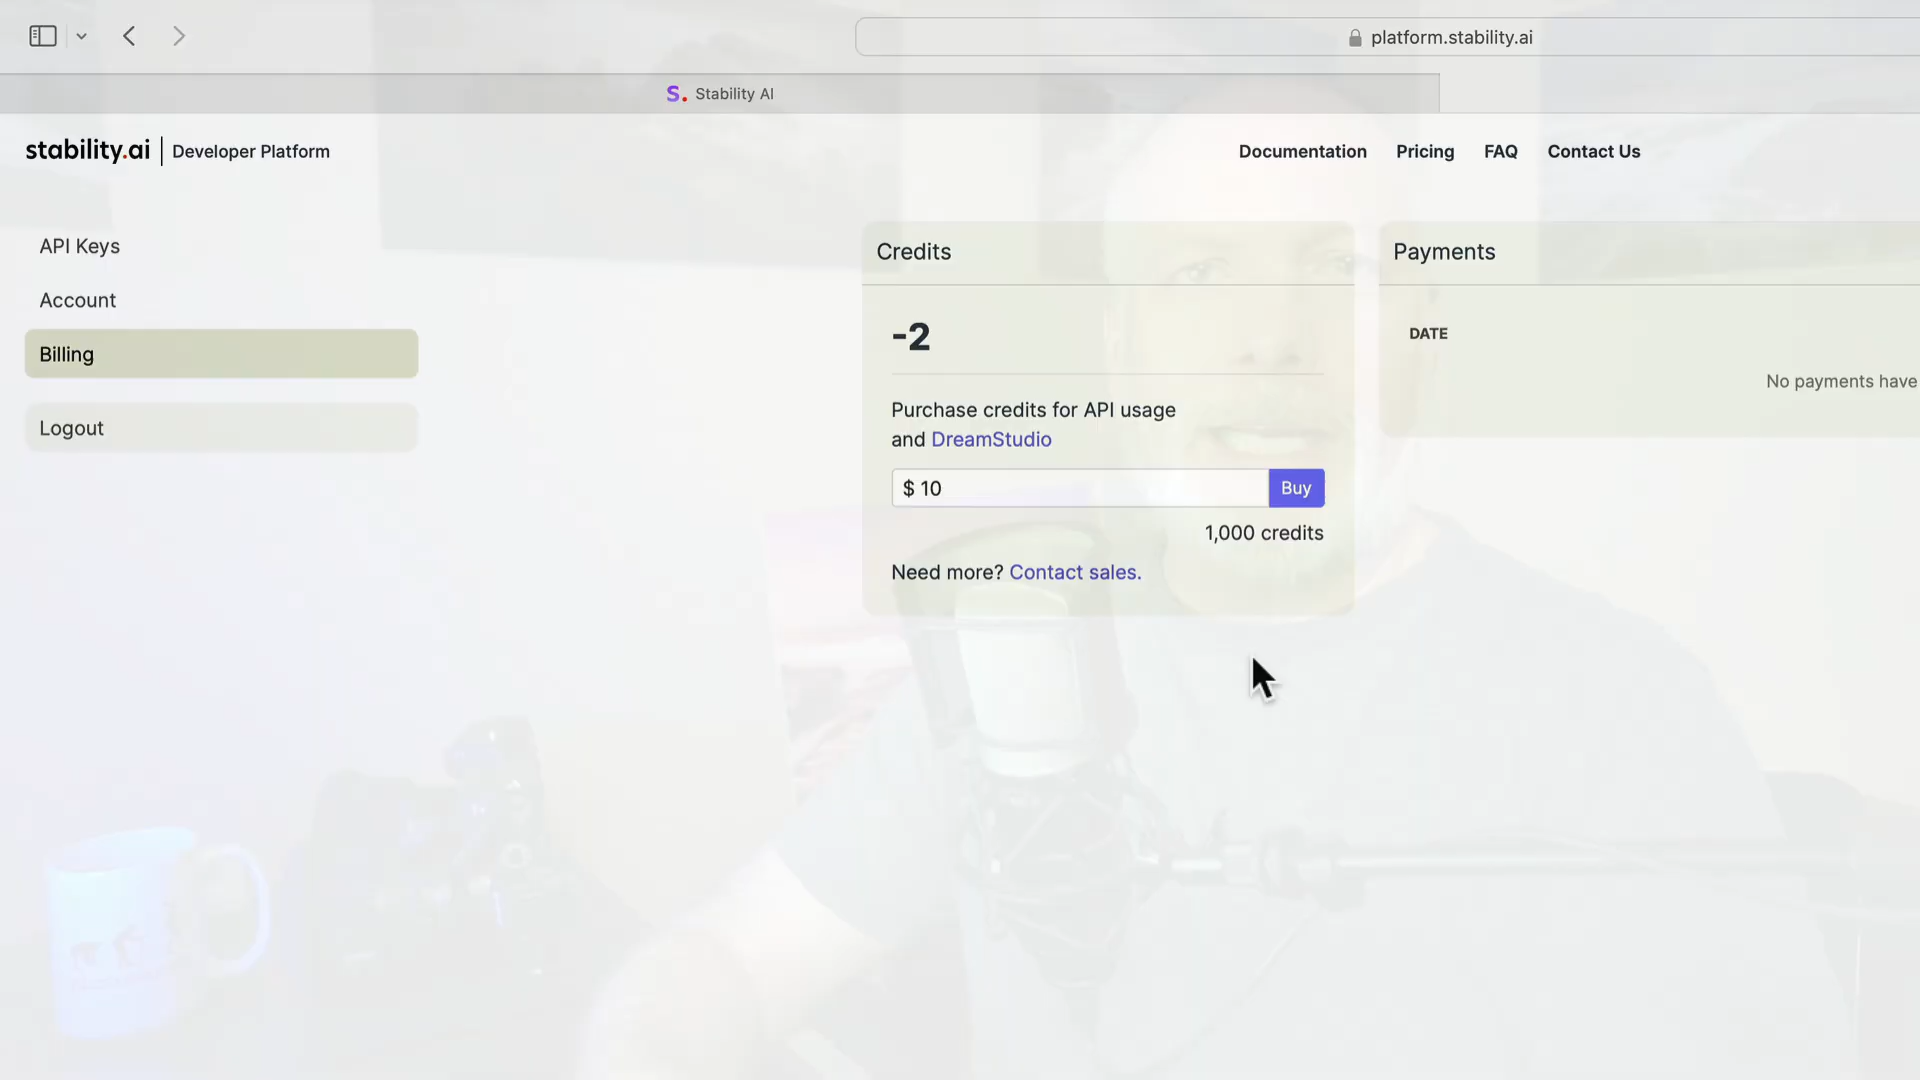 platform.stability.ai
S. Stability AI
stability.ai | Developer Platform
Documentation
Pricing
FAQ
Contact Us
API Keys
Account
Billing
Logout
Credits
-2
Purchase credits for API usage
and DreamStudio
$ 10
Buy
1,000 credits
Need more? Contact sales.
Payments
DATE
No payments have